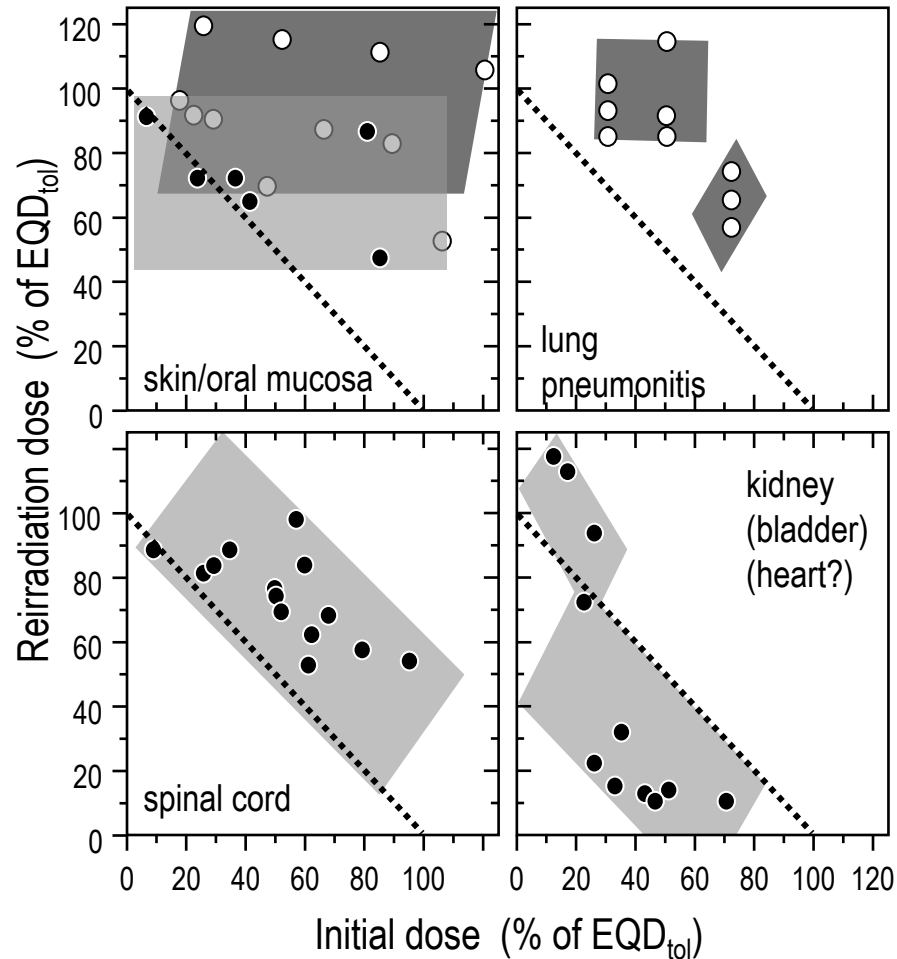 120
100
80
60
40
20
0
skin/oral mucosa
lung
pneumonitis
Reirradiation dose (% of EQDtol)
100
80
60
40
20
0
spinal cord
kidney
(bladder)
(heart?)
0 20 40 60 80 100
0 20 40 60 80 100 120
Initial dose (% of EQDtol)